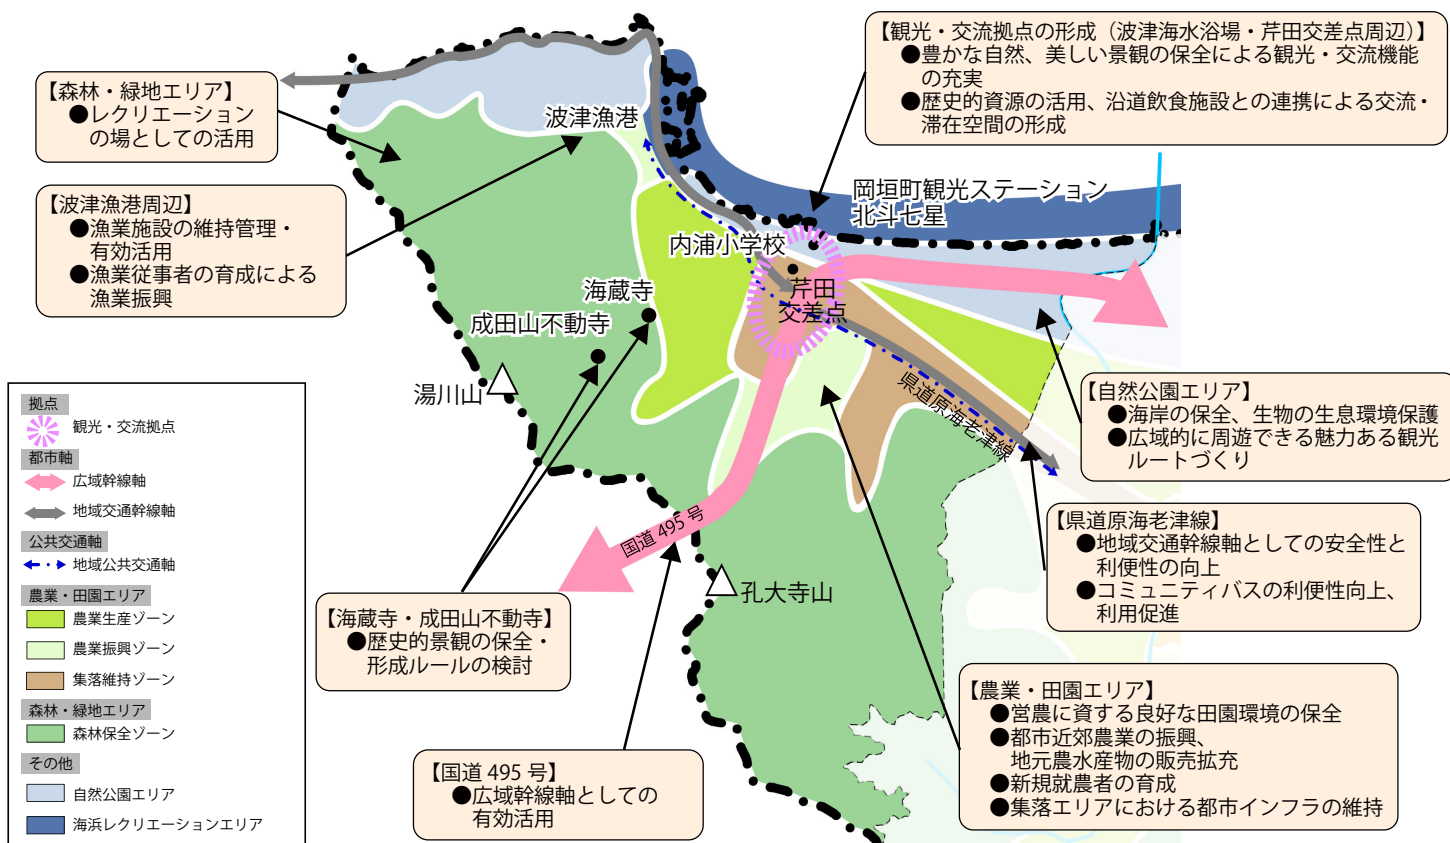 【観光・交流拠点の形成（波津海水浴場・芹田交差点周辺）】
●豊かな自然、美しい景観の保全による観光・交流機能
の充実
●歴史的資源の活用、沿道飲食施設との連携による交流・
滞在空間の形成
【森林・緑地エリア】
●レクリエーション
の場としての活用
【波津漁港周辺】
●漁業施設の維持管理・
有効活用
●漁業従事者の育成による
漁業振興
波津漁港
岡垣町観光ステーション
北斗七星
内浦小学校
芹田
交差点
海蔵寺
成田山不動寺
湯川山
県道原海老津線
国道 495 号
孔大寺山
【自然公園エリア】
●海岸の保全、生物の生息環境保護
●広域的に周遊できる魅力ある観光
ルートづくり
【県道原海老津線】
●地域交通幹線軸としての安全性と
利便性の向上
●コミュニティバスの利便性向上、
利用促進
【海蔵寺・成田山不動寺】
●歴史的景観の保全・
形成ルールの検討
【国道 495 号】
●広域幹線軸としての
有効活用
【農業・田園エリア】
●営農に資する良好な田園環境の保全
●都市近郊農業の振興、
地元農水産物の販売拡充
●新規就農者の育成
●集落エリアにおける都市インフラの維持
拠点
観光・交流拠点
都市軸
広域幹線軸
地域交通幹線軸
公共交通軸
地域公共交通軸
農業・田園エリア
農業生産ゾーン
農業振興ゾーン
集落維持ゾーン
森林・緑地エリア
森林保全ゾーン
その他
自然公園エリア
海浜レクリエーションエリア